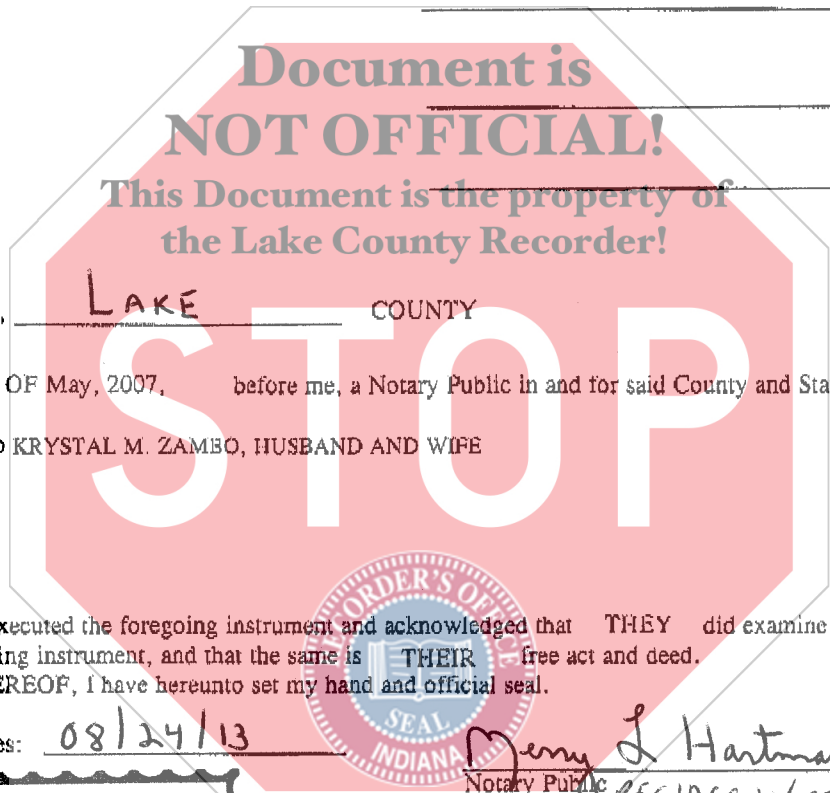 Document is
NOT OFFICIAL!
This Document is the property of
the Lake County Recorder!
, LAKE COUNTY
STOP
OF May, 2007, before me, a Notary Public in and for said County and Sta
KRYSTAL M. ZAMBO, HUSBAND AND WIFE
xecuted the foregoing instrument and acknowledged that THEY did examine
ing instrument, and that the same is THEIR free act and deed.
EREOF, I have hereunto set my hand and official seal.
RECORDER'S OFFICE
SEAL
INDIANA
es: 08/24/13
Merry L Hartma
Notary Public